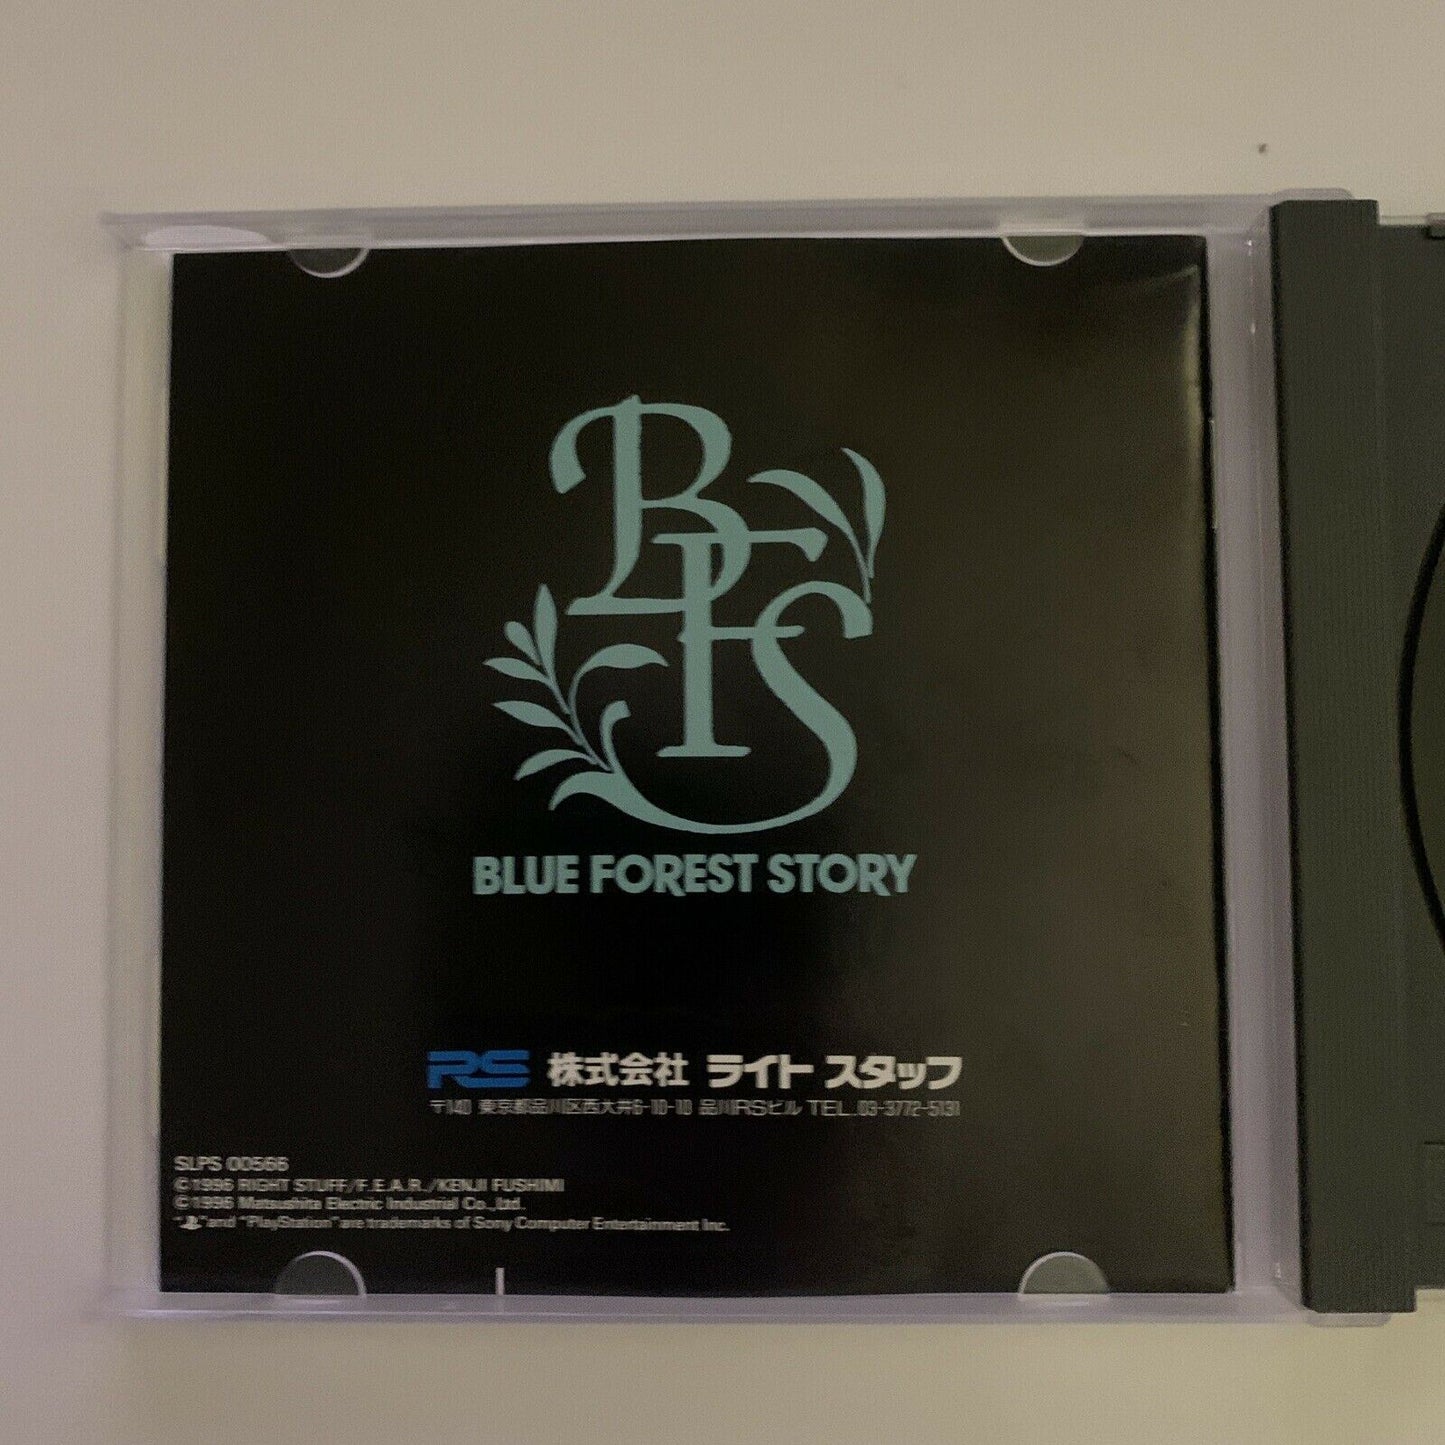 BFS
BLUE FOREST STORY
RS 株式会社 ライト スタッフ
〒140 東京都品川区西大井6-10-10 品川RSビル TEL.03-3772-5131
SLPS 00566
©1996 RIGHT STUFF/F.E.A.R./KENJI FUSHIMI
©1996 Matsushita Electric Industrial Co.,Ltd.
" " and "PlayStation" are trademarks of Sony Computer Entertainment Inc.